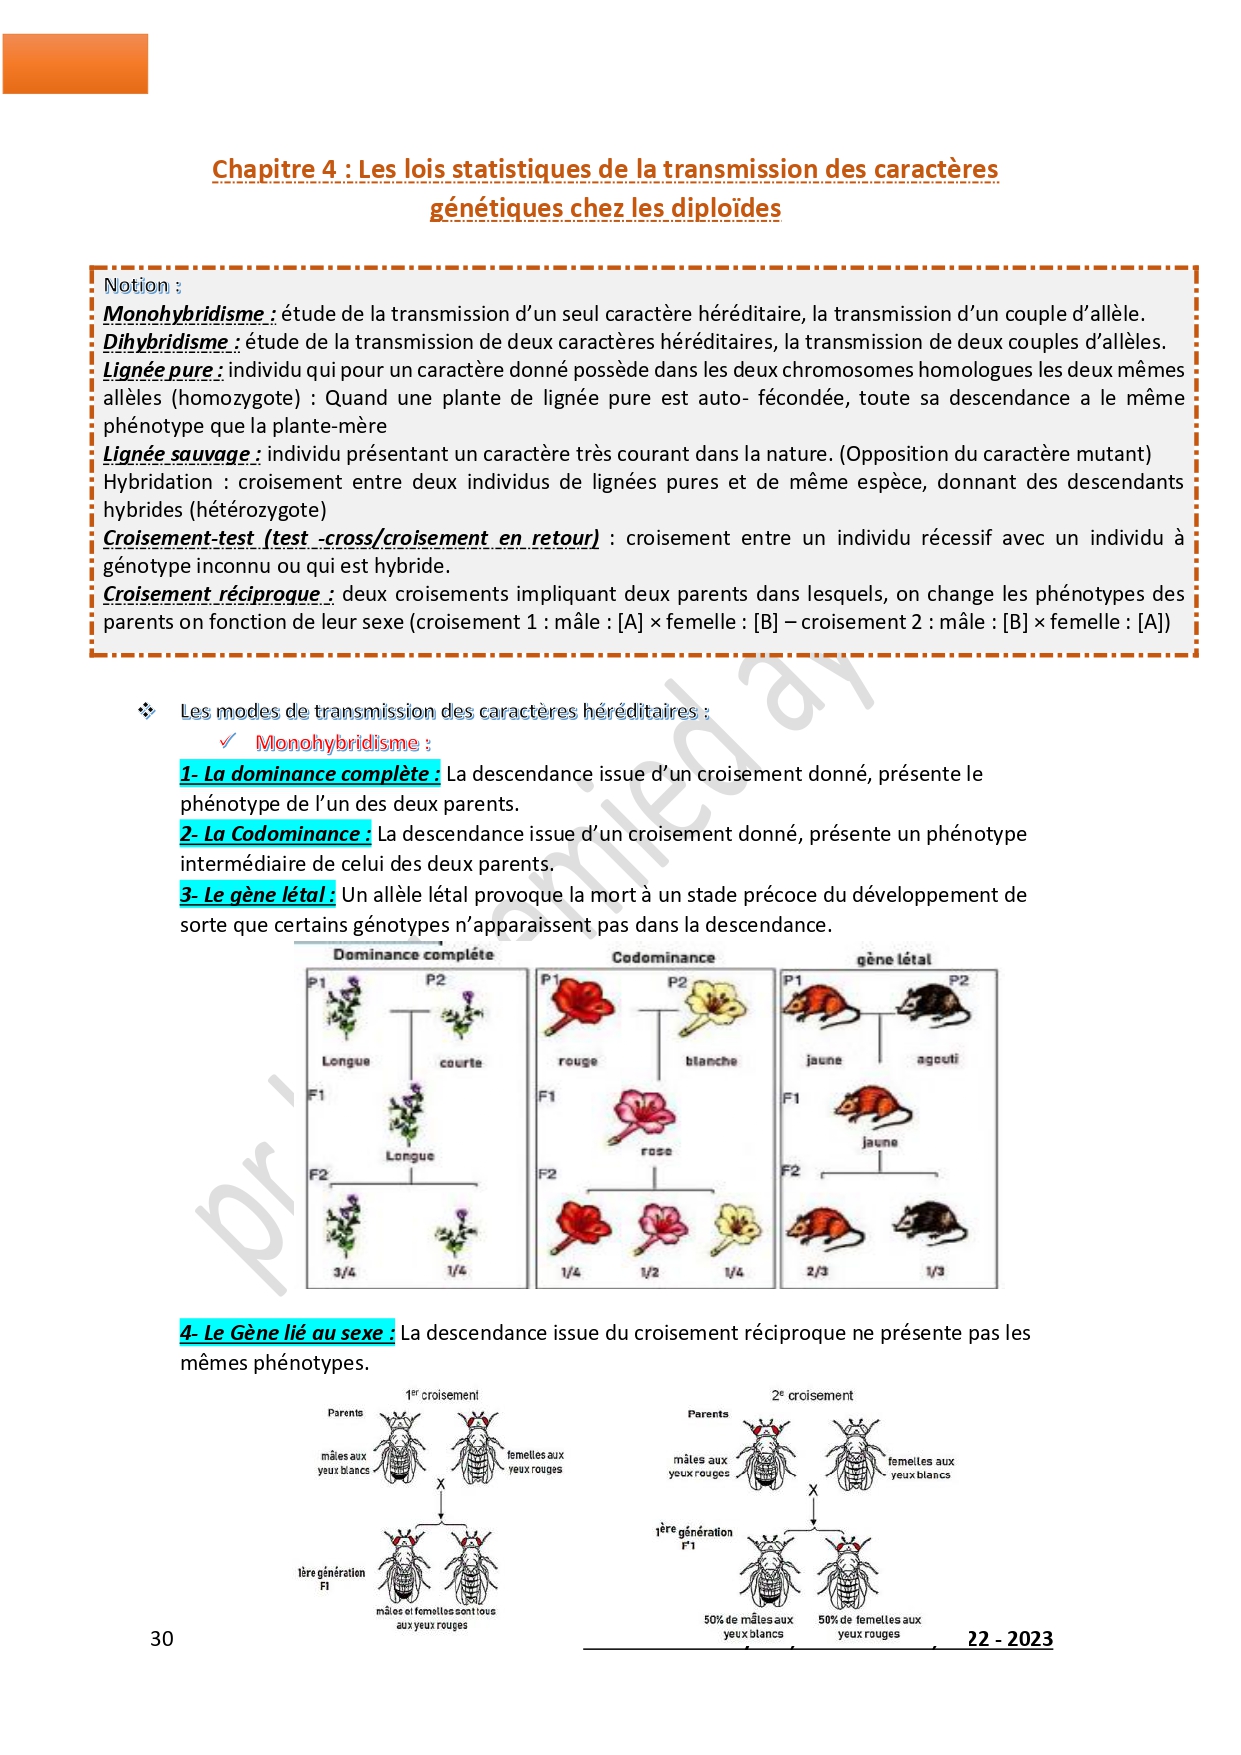 Chapitre 4 : Les lois statistiques de la transmission des caractères
génétiques chez les diploïdes
Notion :
Monohybridisme : étude de la transmission d’un seul caractère héréditaire, la transmission d’un couple d’allèle.
Dihybridisme : étude de la transmission de deux caractères héréditaires, la transmission de deux couples d’allèles.
Lignée pure : individu qui pour un caractère donné possède dans les deux chromosomes homologues les deux mêmes
allèles (homozygote) : Quand une plante de lignée pure est auto- fécondée, toute sa descendance a le même
phénotype que la plante-mère
Lignée sauvage : individu présentant un caractère très courant dans la nature. (Opposition du caractère mutant)
Hybridation : croisement entre deux individus de lignées pures et de même espèce, donnant des descendants
hybrides (hétérozygote)
Croisement-test (test -cross/croisement en retour) : croisement entre un individu récessif avec un individu à
génotype inconnu ou qui est hybride.
Croisement réciproque : deux croisements impliquant deux parents dans lesquels, on change les phénotypes des
parents on fonction de leur sexe (croisement 1 : mâle : [A] × femelle : [B] – croisement 2 : mâle : [B] × femelle : [A])
❖ Les modes de transmission des caractères héréditaires :
✓ Monohybridisme :
1- La dominance complète : La descendance issue d’un croisement donné, présente le
phénotype de l’un des deux parents.
2- La Codominance : La descendance issue d’un croisement donné, présente un phénotype
intermédiaire de celui des deux parents.
3- Le gène létal : Un allèle létal provoque la mort à un stade précoce du développement de
sorte que certains génotypes n’apparaissent pas dans la descendance.
Dominance compléte Codominance gène létal
P1 P2 P1 P2 P1 P2
Longue courte rouge blanche jaune agouti
F1 F1 F1
Longue rose jaune
F2 F2 F2
3/4 1/4 1/4 1/2 1/4 2/3 1/3
4- Le Gène lié au sexe : La descendance issue du croisement réciproque ne présente pas les
mêmes phénotypes.
1er croisement 2e croisement
Parents Parents
mâles aux
yeux blancs
femelles aux
yeux rouges
mâles aux
yeux rouges
femelles aux
yeux blancs
X X
1ère génération
F1
1ère génération
F'1
mâles et femelles sont tous
aux yeux rouges
50% de mâles aux
yeux blancs
50% de femelles aux
yeux rouges
30 22 - 2023